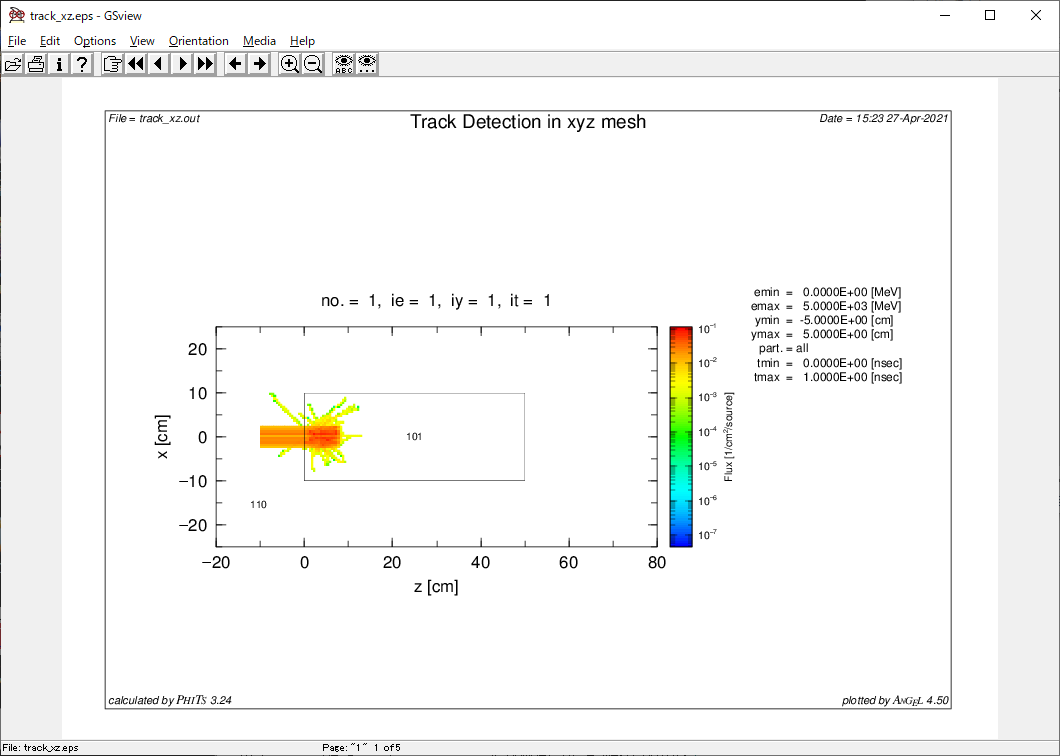 track_xz.eps - GSview
File Edit Options View Orientation Media Help
i ? ABC
File = track_xz.out
Track Detection in xyz mesh
Date = 15:23 27-Apr-2021
no. = 1, ie = 1, iy = 1, it = 1
emin = 0.0000E+00 [MeV]
emax = 5.0000E+03 [MeV]
ymin = -5.0000E+00 [cm]
ymax = 5.0000E+00 [cm]
part. = all
tmin = 0.0000E+00 [nsec]
tmax = 1.0000E+00 [nsec]
20
10
0
−10
−20
x [cm]
101
110
−20 0 20 40 60 80
z [cm]
10⁻¹
10⁻²
10⁻³
10⁻⁴
10⁻⁵
10⁻⁶
10⁻⁷
Flux [1/cm²/source]
calculated by PHITS 3.24
plotted by ANGEL 4.50
File: track_xz.eps
Page: "1" 1 of 5